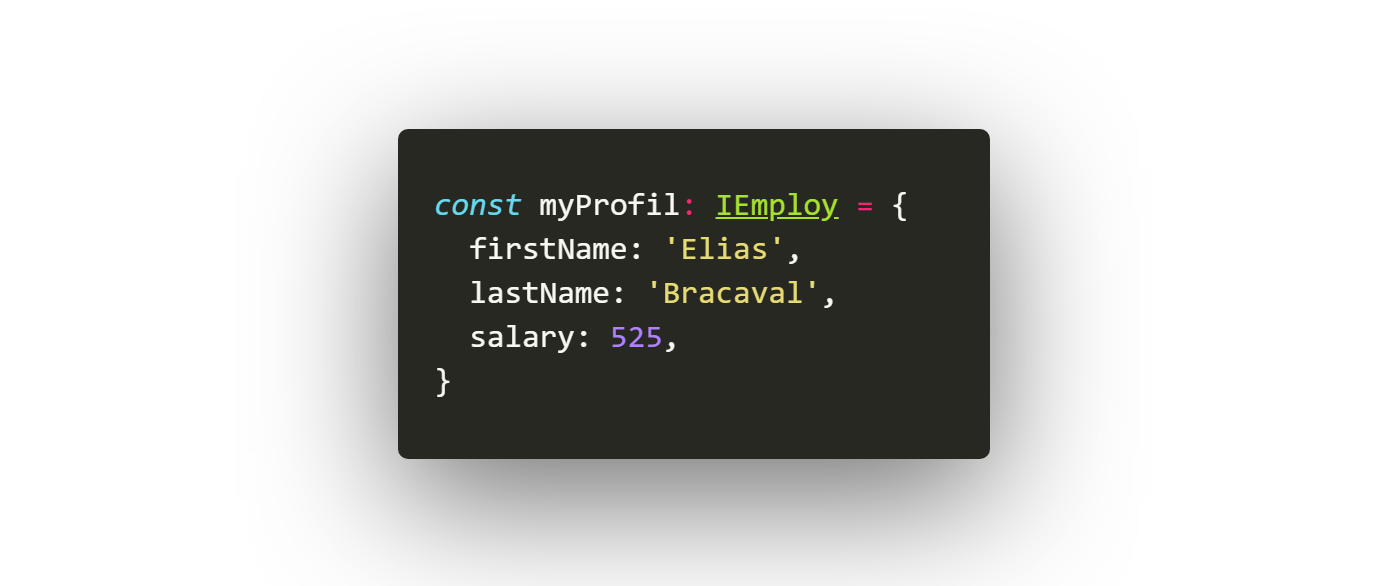 const myProfil: IEmploy = {
  firstName: 'Elias',
  lastName: 'Bracaval',
  salary: 525,
}